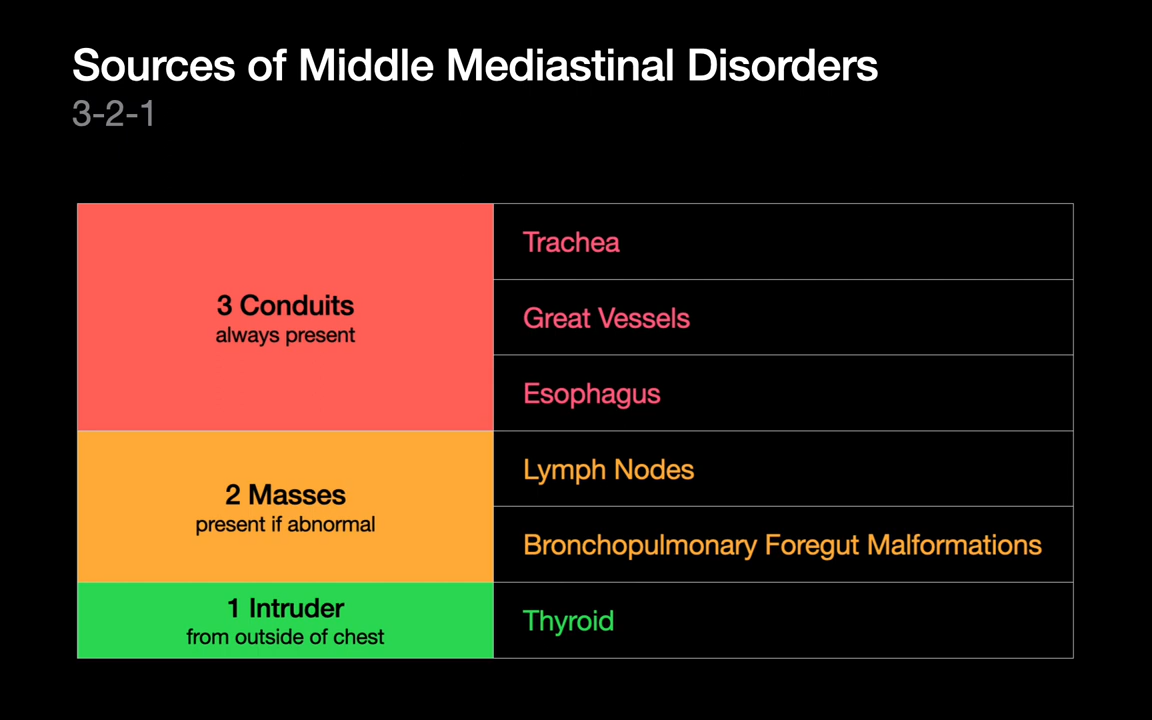 Sources of Middle Mediastinal Disorders
3-2-1
3 Conduits
always present
Trachea
Great Vessels
Esophagus
2 Masses
present if abnormal
Lymph Nodes
Bronchopulmonary Foregut Malformations
1 Intruder
from outside of chest
Thyroid